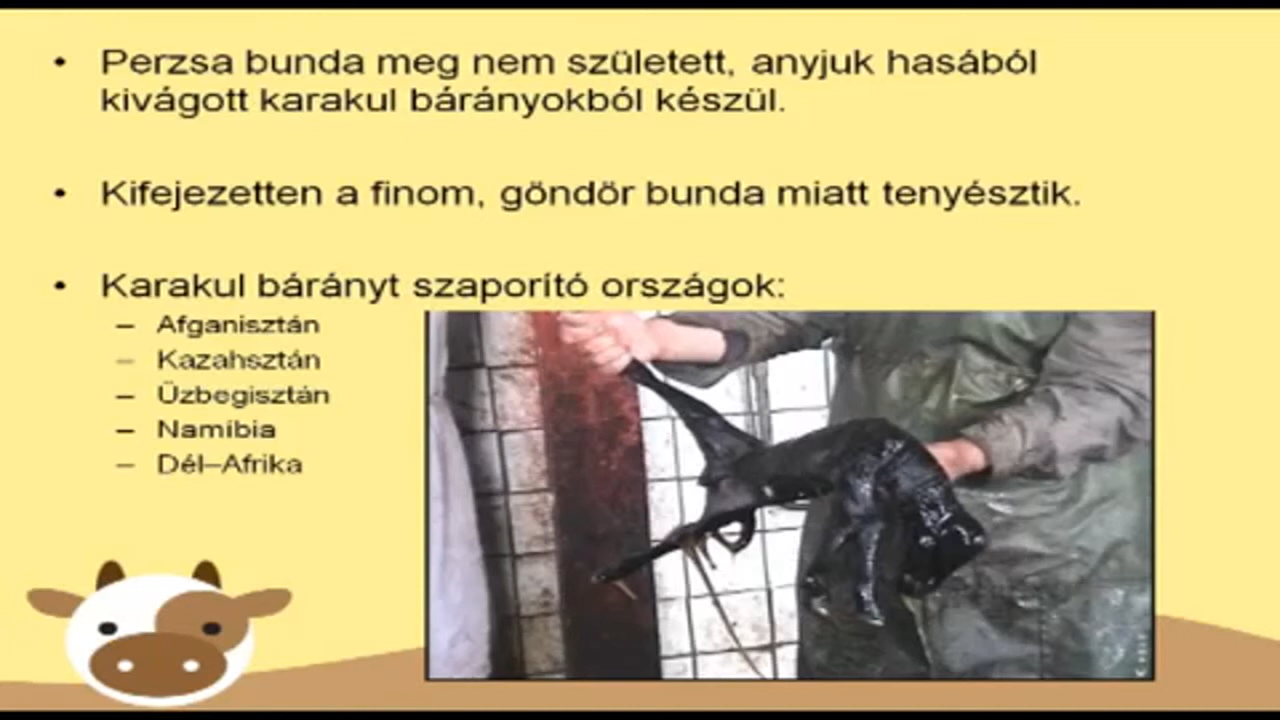 • Perzsa bunda meg nem született, anyjuk hasából
kivágott karakul bárányokból készül.
• Kifejezetten a finom, göndör bunda miatt tenyésztik.
• Karakul bárányt szaporító országok:
– Afganisztán
– Kazahsztán
– Üzbegisztán
– Namíbia
– Dél–Afrika